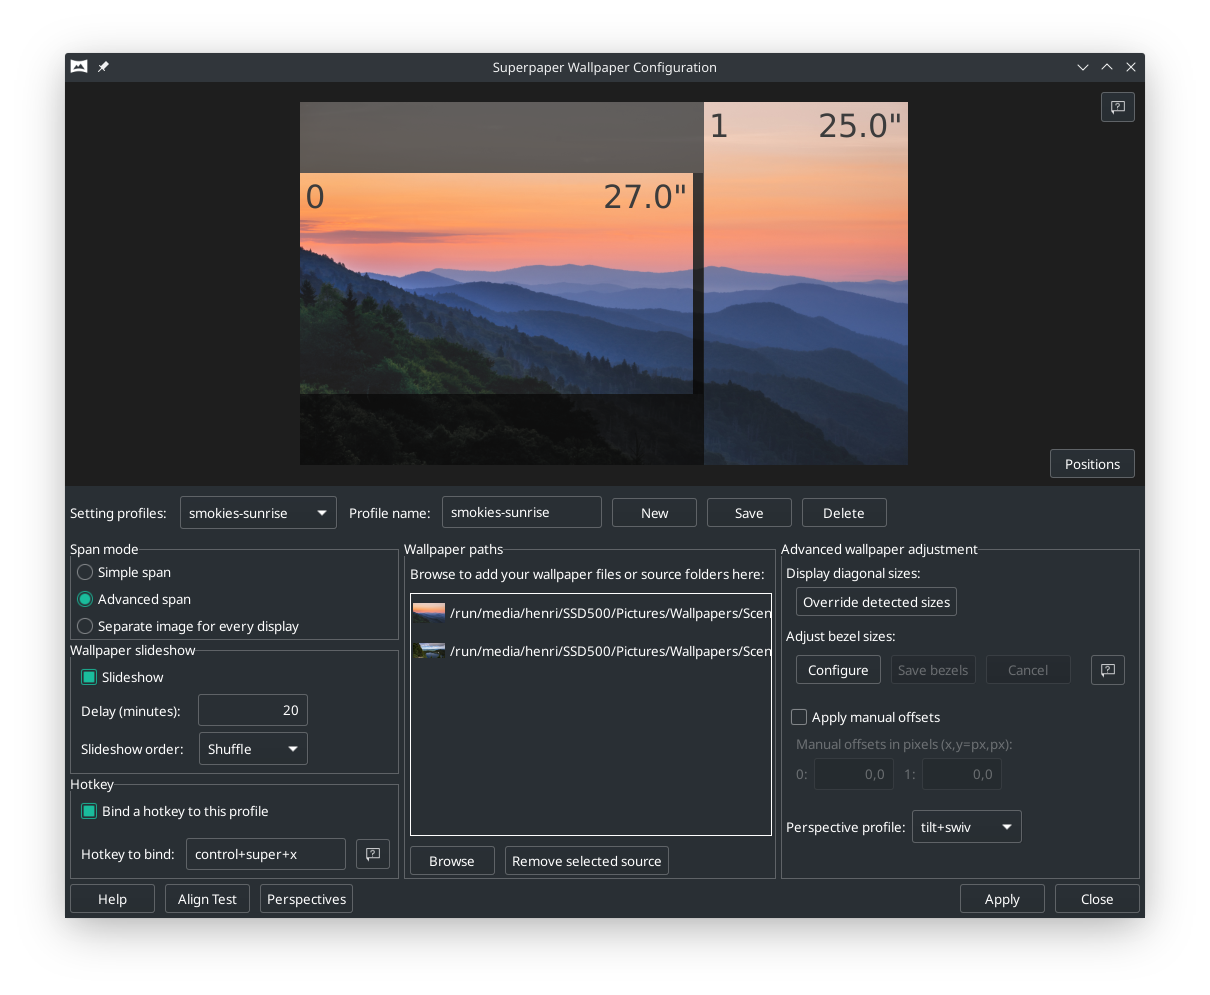 Superpaper Wallpaper Configuration
1 25.0"
0 27.0"
Positions
Setting profiles: smokies-sunrise Profile name: smokies-sunrise New Save Delete
Span mode
Simple span
Advanced span
Separate image for every display
Wallpaper slideshow
Slideshow
Delay (minutes): 20
Slideshow order: Shuffle
Hotkey
Bind a hotkey to this profile
Hotkey to bind: control+super+x
Wallpaper paths
Browse to add your wallpaper files or source folders here:
/run/media/henri/SSD500/Pictures/Wallpapers/Scen
/run/media/henri/SSD500/Pictures/Wallpapers/Scen
Browse Remove selected source
Advanced wallpaper adjustment
Display diagonal sizes:
Override detected sizes
Adjust bezel sizes:
Configure Save bezels Cancel
Apply manual offsets
Manual offsets in pixels (x,y=px,px):
0: 0,0 1: 0,0
Perspective profile: tilt+swiv
Help Align Test Perspectives Apply Close